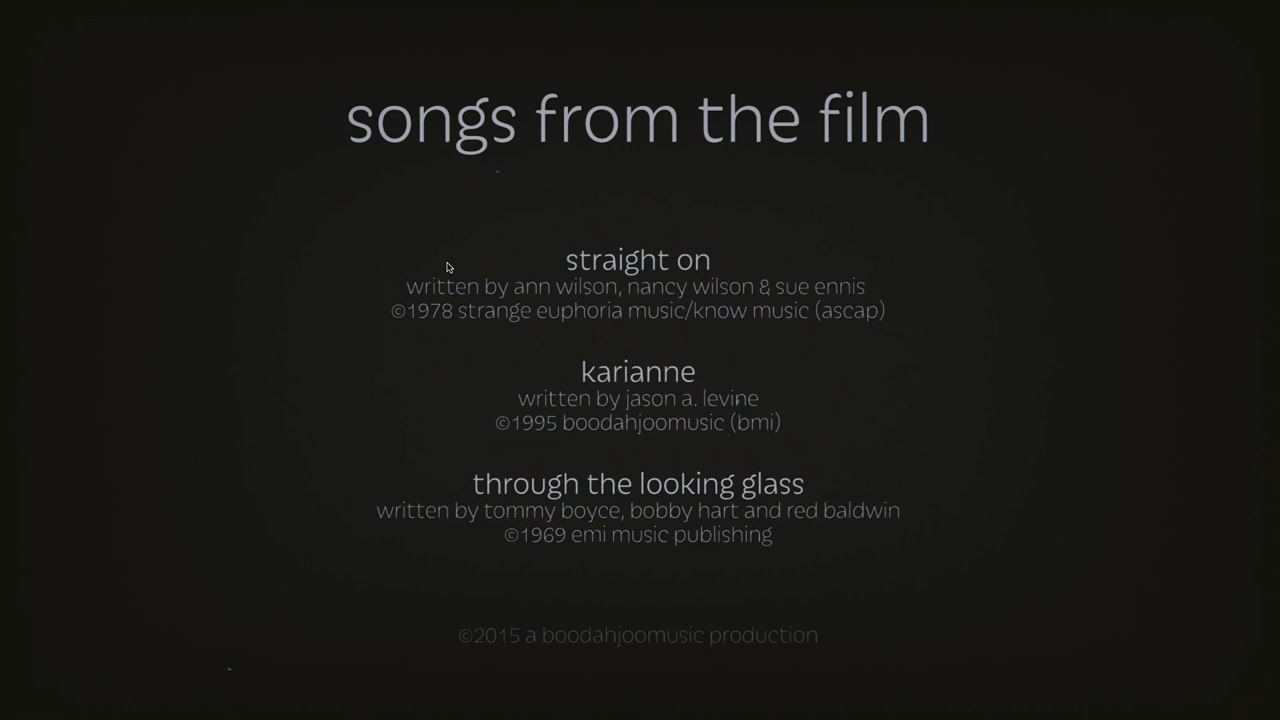 songs from the film
straight on
written by ann wilson, nancy wilson & sue ennis
©1978 strange euphoria music/know music (ascap)
karianne
written by jason a. levine
©1995 boodahjoomusic (bmi)
through the looking glass
written by tommy boyce, bobby hart and red baldwin
©1969 emi music publishing
©2015 a boodahjoomusic production